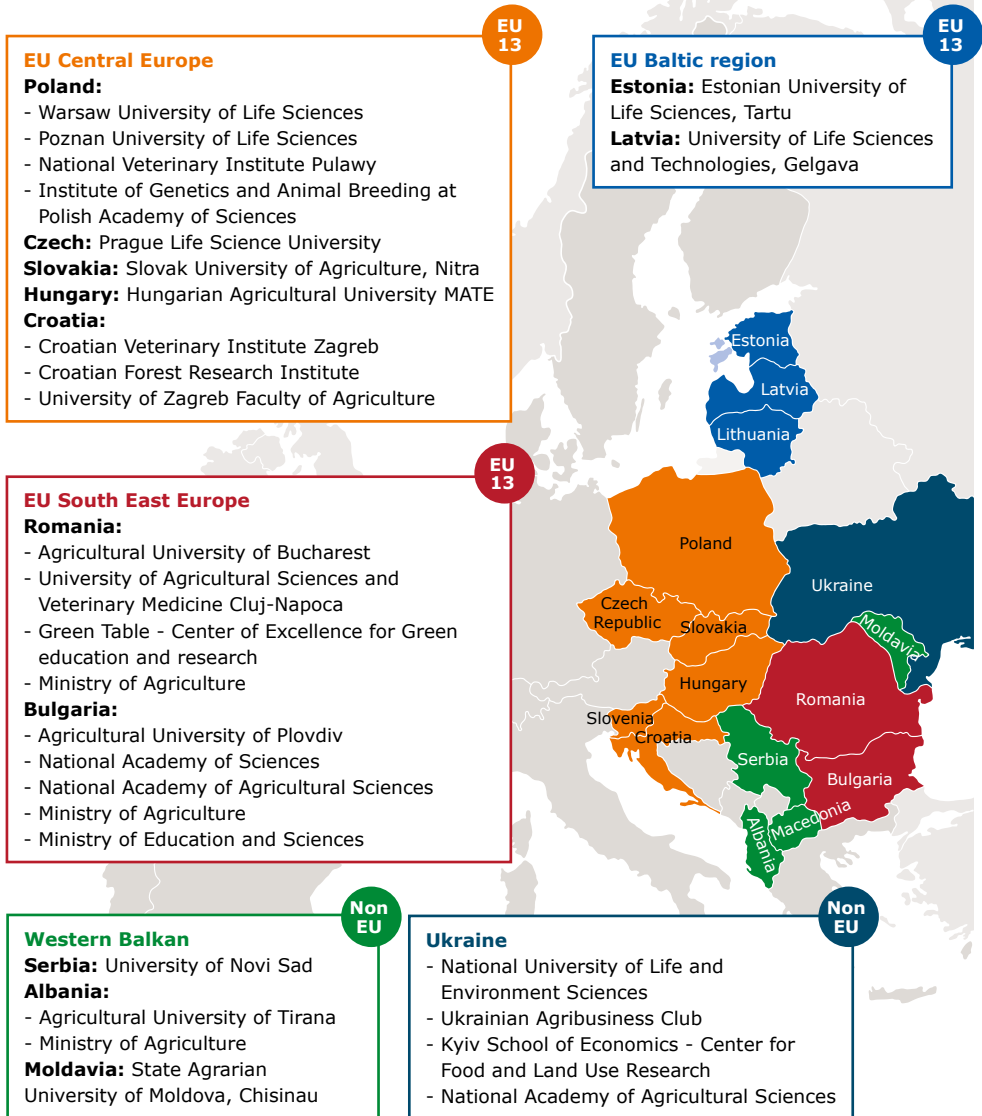 EU
13
EU Central Europe
Poland:
- Warsaw University of Life Sciences
- Poznan University of Life Sciences
- National Veterinary Institute Pulawy
- Institute of Genetics and Animal Breeding at
Polish Academy of Sciences
Czech: Prague Life Science University
Slovakia: Slovak University of Agriculture, Nitra
Hungary: Hungarian Agricultural University MATE
Croatia:
- Croatian Veterinary Institute Zagreb
- Croatian Forest Research Institute
- University of Zagreb Faculty of Agriculture
EU
13
EU Baltic region
Estonia: Estonian University of
Life Sciences, Tartu
Latvia: University of Life Sciences
and Technologies, Gelgava
EU
13
EU South East Europe
Romania:
- Agricultural University of Bucharest
- University of Agricultural Sciences and
Veterinary Medicine Cluj-Napoca
- Green Table - Center of Excellence for Green
education and research
- Ministry of Agriculture
Bulgaria:
- Agricultural University of Plovdiv
- National Academy of Sciences
- National Academy of Agricultural Sciences
- Ministry of Agriculture
- Ministry of Education and Sciences
Estonia
Latvia
Lithuania
Poland
Ukraine
Czech
Republic
Slovakia
Moldavia
Hungary
Romania
Slovenia
Croatia
Serbia
Bulgaria
Macedonia
Albania
Non
EU
Western Balkan
Serbia: University of Novi Sad
Albania:
- Agricultural University of Tirana
- Ministry of Agriculture
Moldavia: State Agrarian
University of Moldova, Chisinau
Non
EU
Ukraine
- National University of Life and
Environment Sciences
- Ukrainian Agribusiness Club
- Kyiv School of Economics - Center for
Food and Land Use Research
- National Academy of Agricultural Sciences